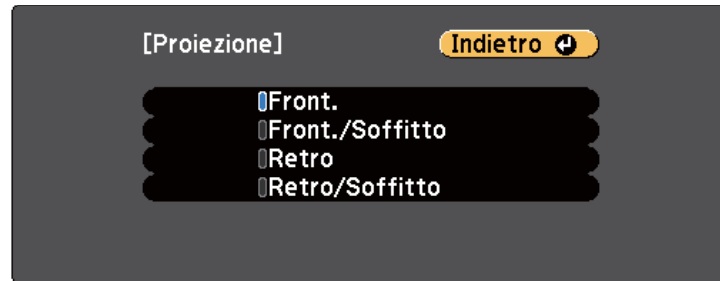 [Proiezione]
Indietro
Front.
Front./Soffitto
Retro
Retro/Soffitto